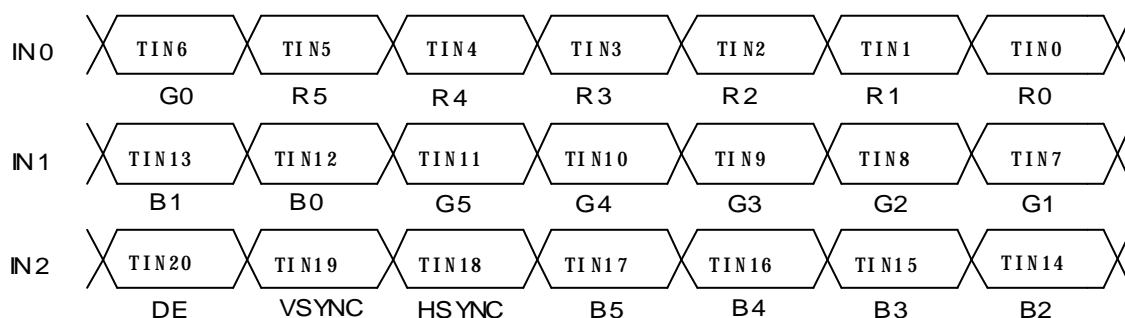 IN0 TIN6 TIN5 TIN4 TIN3 TIN2 TIN1 TIN0
G0 R5 R4 R3 R2 R1 R0
IN1 TIN13 TIN12 TIN11 TIN10 TIN9 TIN8 TIN7
B1 B0 G5 G4 G3 G2 G1
IN2 TIN20 TIN19 TIN18 TIN17 TIN16 TIN15 TIN14
DE VSYNC HSYNC B5 B4 B3 B2